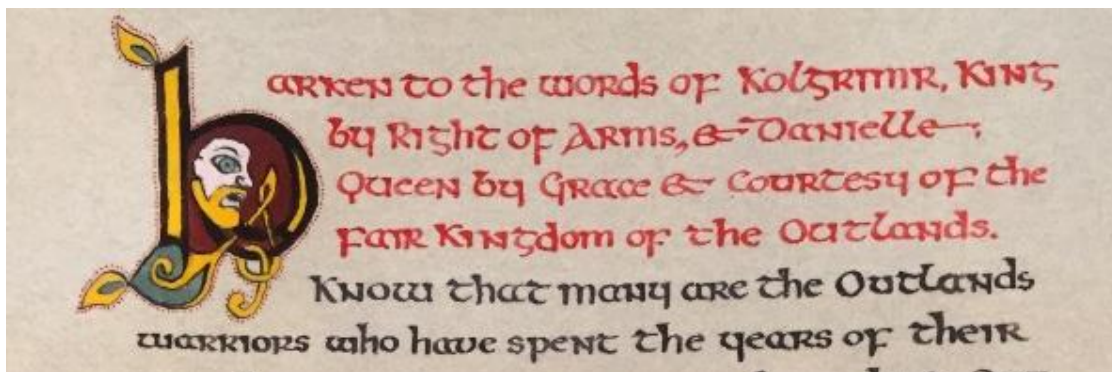 harken to the words of Kolgrimr, King
by Right of Arms, & Danielle,
Queen by Grace & Courtesy of the
Fair Kingdom of the Outlands.
Know that many are the Outlands
warriors who have spent the years of their